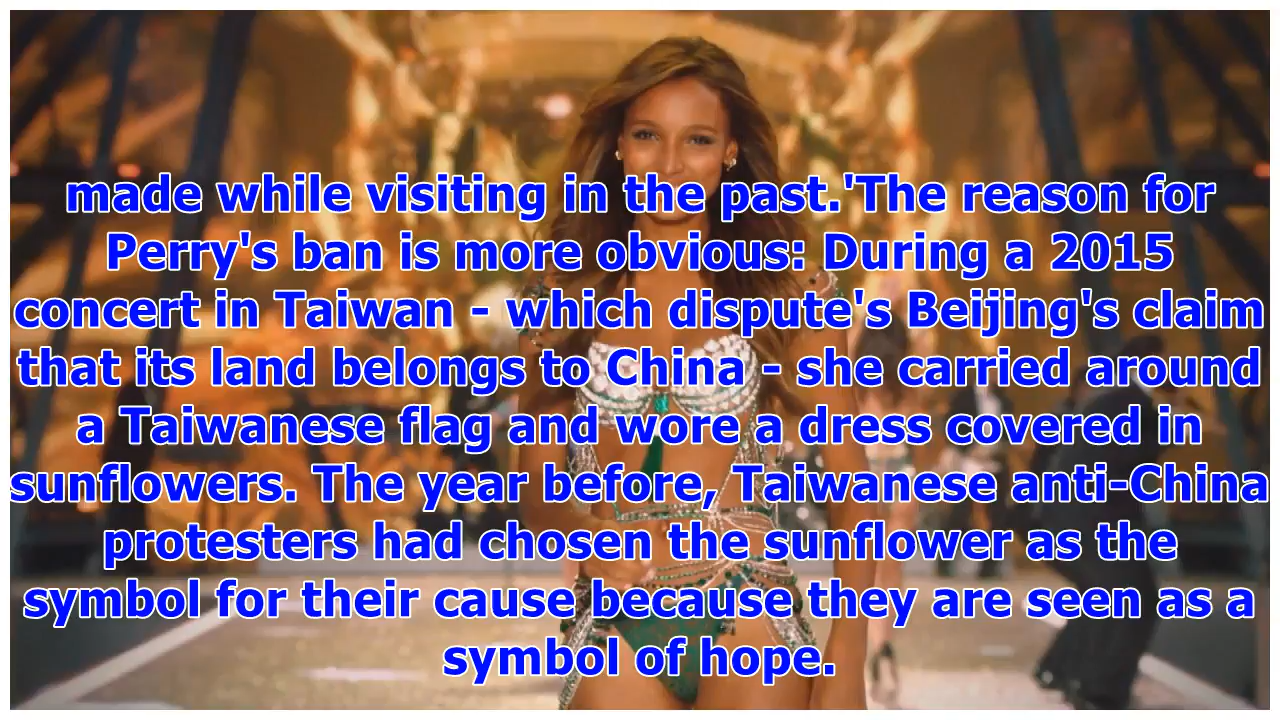 made while visiting in the past.'The reason for
Perry's ban is more obvious: During a 2015
concert in Taiwan - which dispute's Beijing's claim
that its land belongs to China - she carried around
a Taiwanese flag and wore a dress covered in
sunflowers. The year before, Taiwanese anti-China
protesters had chosen the sunflower as the
symbol for their cause because they are seen as a
symbol of hope.